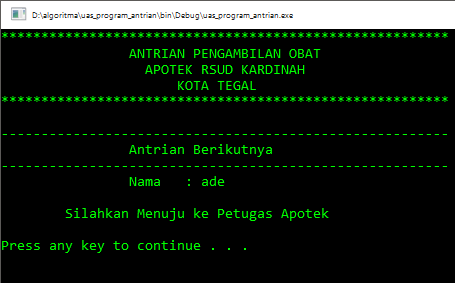 D:\algoritma\uas_program_antrian\bin\Debug\uas_program_antrian.exe
********************************************************
ANTRIAN PENGAMBILAN OBAT
APOTEK RSUD KARDINAH
KOTA TEGAL
********************************************************
--------------------------------------------------------
Antrian Berikutnya
--------------------------------------------------------
Nama   : ade
Silahkan Menuju ke Petugas Apotek
Press any key to continue . . .